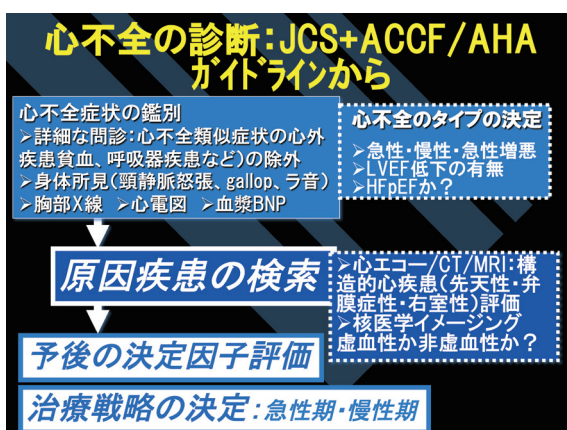 心不全の診断：JCS+ACCF/AHA
ガイドラインから
心不全症状の鑑別
➢詳細な問診：心不全類似症状の心外
疾患貧血、呼吸器疾患など）の除外
➢身体所見（頸静脈怒張、gallop、ラ音）
➢胸部X線 ➢心電図 ➢血漿BNP
心不全のタイプの決定
➢急性・慢性・急性増悪
➢LVEF低下の有無
➢HFpEFか？
原因疾患の検索
➢心エコー/CT/MRI：構
造的心疾患（先天性・弁
膜症性・右室性）評価
➢核医学イメージング
虚血性か非虚血性か？
予後の決定因子評価
治療戦略の決定：急性期・慢性期